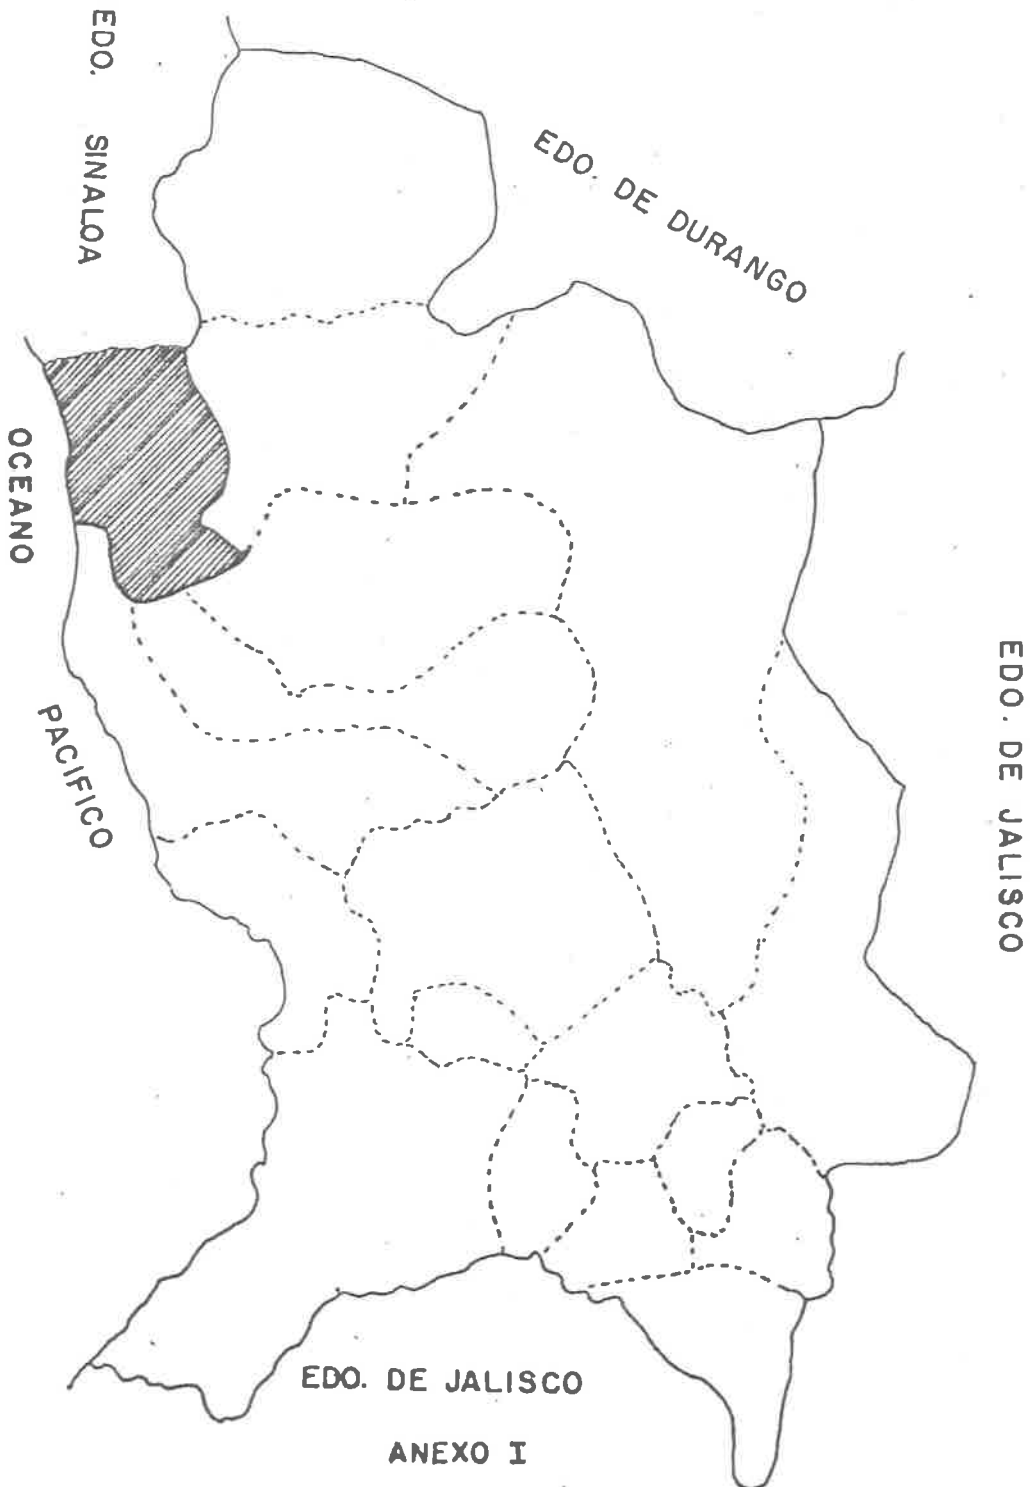 EDO. SINALOA
EDO. DE DURANGO
OCEANO
PACIFICO
EDO. DE JALISCO
EDO. DE JALISCO
ANEXO I